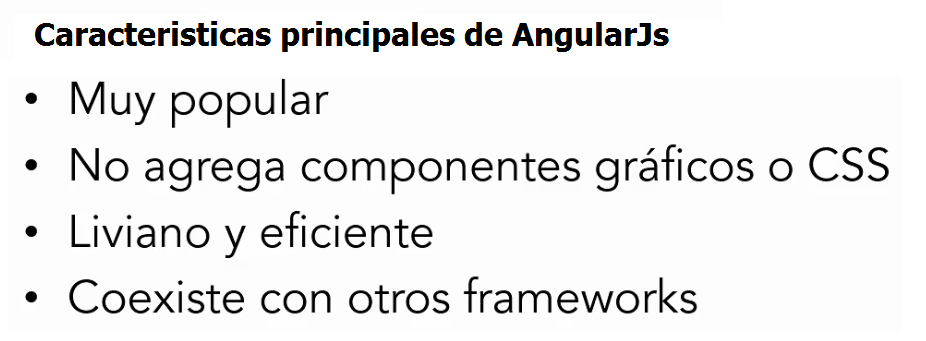 Caracteristicas principales de AngularJs
• Muy popular
• No agrega componentes gráficos o CSS
• Liviano y eficiente
• Coexiste con otros frameworks